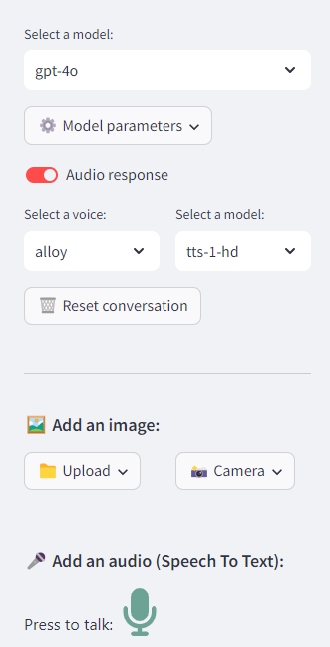 Select a model:
gpt-4o
Model parameters
Audio response
Select a voice: Select a model:
alloy tts-1-hd
Reset conversation
Add an image:
Upload Camera
Add an audio (Speech To Text):
Press to talk: